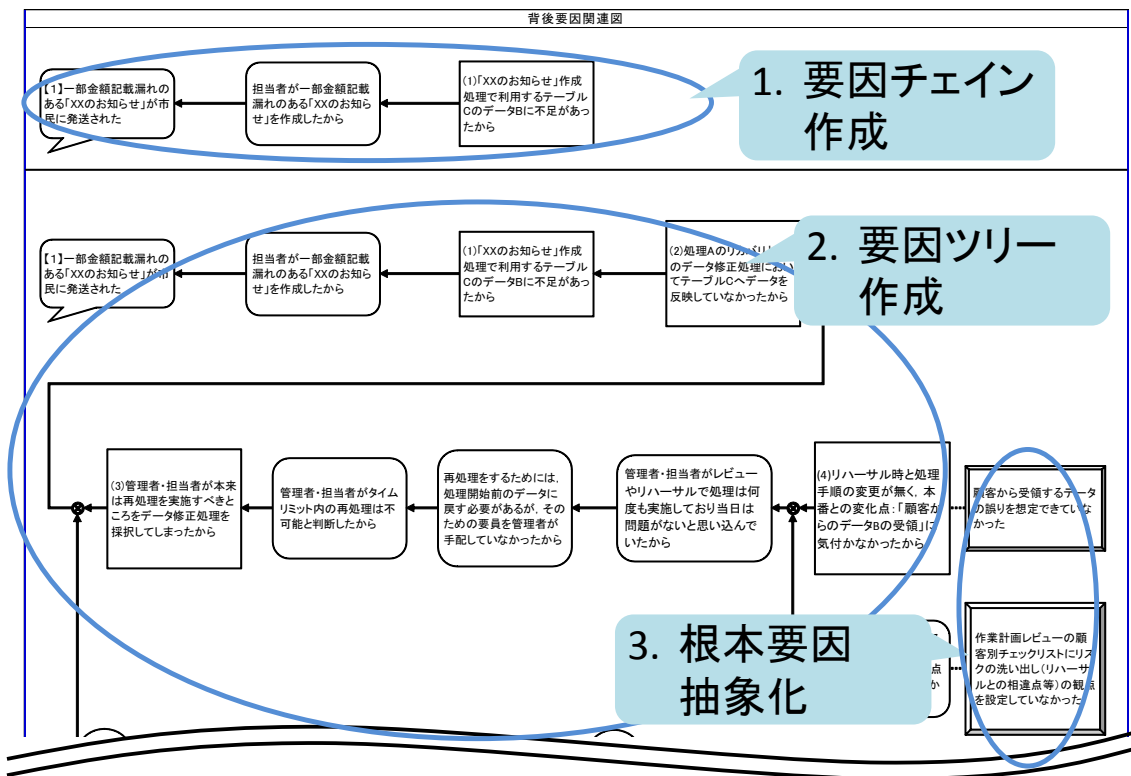 背後要因関連図
【1】一部金額記載漏れの
ある「XXのお知らせ」が市
民に発送された
担当者が一部金額記載
漏れのある「XXのお知ら
せ」を作成したから
(1)「XXのお知らせ」作成
処理で利用するテーブル
CのデータBに不足があっ
たから
1. 要因チェイン
作成
【1】一部金額記載漏れの
ある「XXのお知らせ」が市
民に発送された
担当者が一部金額記載
漏れのある「XXのお知ら
せ」を作成したから
(1)「XXのお知らせ」作成
処理で利用するテーブル
CのデータBに不足があっ
たから
(2)処理Aのリカバリ
のデータ修正処理におい
てテーブルCへデータを
反映していなかったから
2. 要因ツリー
作成
(3)管理者・担当者が本来
は再処理を実施すべきと
ころをデータ修正処理を
採択してしまったから
管理者・担当者がタイム
リミット内の再処理は不
可能と判断したから
再処理をするためには、
処理開始前のデータに
戻す必要があるが、その
ための要員を管理者が
手配していなかったから
管理者・担当者がレビュー
やリハーサルで処理は何
度も実施しており当日は
問題がないと思い込んで
いたから
(4)リハーサル時と処理
手順の変更が無く、本
番との変化点:「顧客か
らのデータBの受領」に
気付かなかったから
顧客から受領するデータ
の誤りを想定できていな
かった
3. 根本要因
抽象化
点
か
作業計画レビューの顧
客別チェックリストにリス
クの洗い出し(リハーサ
ルとの相違点等)の観点
を設定していなかった